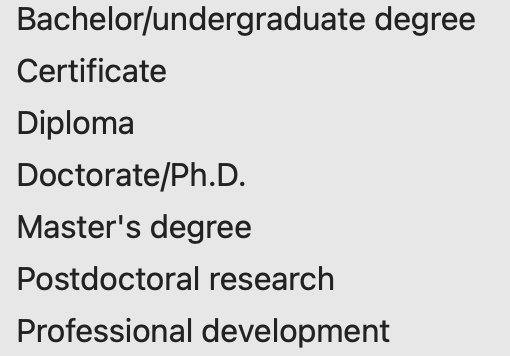 Bachelor/undergraduate degree
Certificate
Diploma
Doctorate/Ph.D.
Master's degree
Postdoctoral research
Professional development